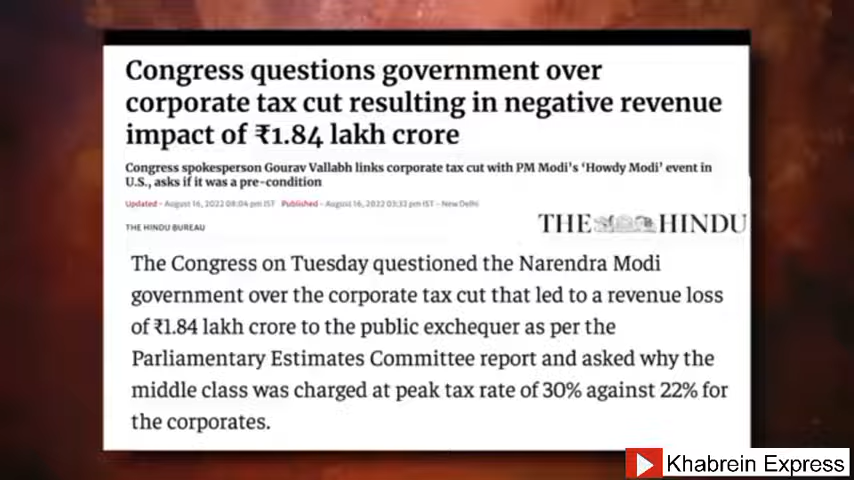 Congress questions government over
corporate tax cut resulting in negative revenue
impact of ₹1.84 lakh crore
Congress spokesperson Gourav Vallabh links corporate tax cut with PM Modi's 'Howdy Modi' event in
U.S., asks if it was a pre-condition
Updated - August 16, 2022 08:04 pm IST Published - August 16, 2022 03:33 pm IST - New Delhi
THE HINDU BUREAU
THE HINDU
The Congress on Tuesday questioned the Narendra Modi
government over the corporate tax cut that led to a revenue loss
of ₹1.84 lakh crore to the public exchequer as per the
Parliamentary Estimates Committee report and asked why the
middle class was charged at peak tax rate of 30% against 22% for
the corporates.
Khabrein Express